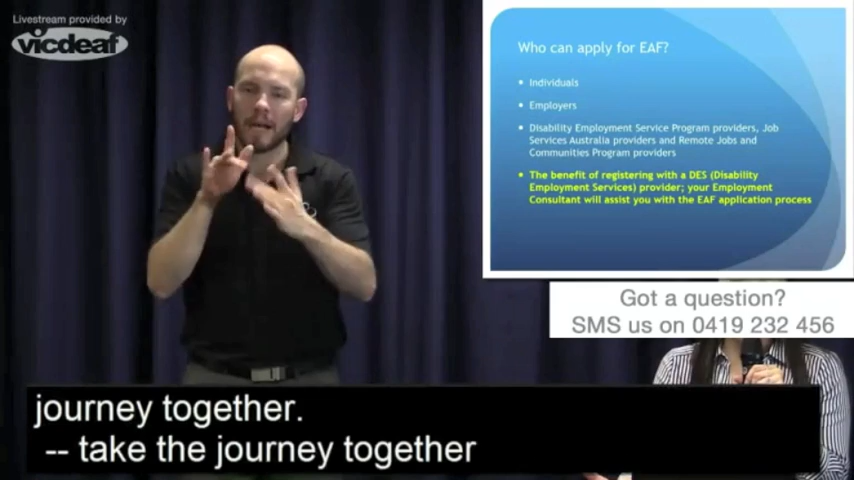 Livestream provided by
vicdeaf
Who can apply for EAF?
Individuals
Employers
Disability Employment Service Program providers, Job
Services Australia providers and Remote Jobs and
Communities Program providers
The benefit of registering with a DES (Disability
Employment Services) provider; your Employment
Consultant will assist you with the EAF application process
Got a question?
SMS us on 0419 232 456
journey together.
-- take the journey together